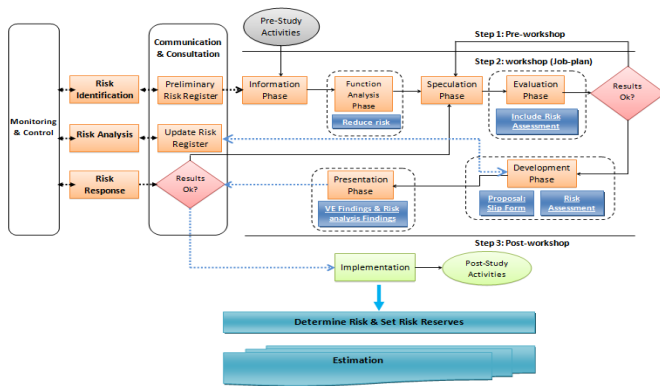 Pre-Study
Activities
Step 1: Pre-workshop
Communication
& Consultation
Step 2: workshop (Job-plan)
Monitoring
& Control
Risk
Identification
Preliminary
Risk Register
Information
Phase
Function
Analysis
Phase
Reduce risk
Speculation
Phase
Evaluation
Phase
Include Risk
Assessment
Results
Ok?
Risk Analysis
Update Risk
Register
Risk
Response
Results
Ok?
Presentation
Phase
VE Findings & Risk
analysis Findings
Development
Phase
Proposal:
Slip Form
Risk
Assessment
Step 3: Post-workshop
Implementation
Post-Study
Activities
Determine Risk & Set Risk Reserves
Estimation